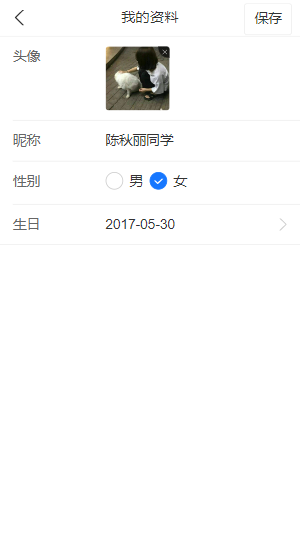 我的资料 保存
头像
昵称 陈秋丽同学
性别 男 女
生日 2017-05-30